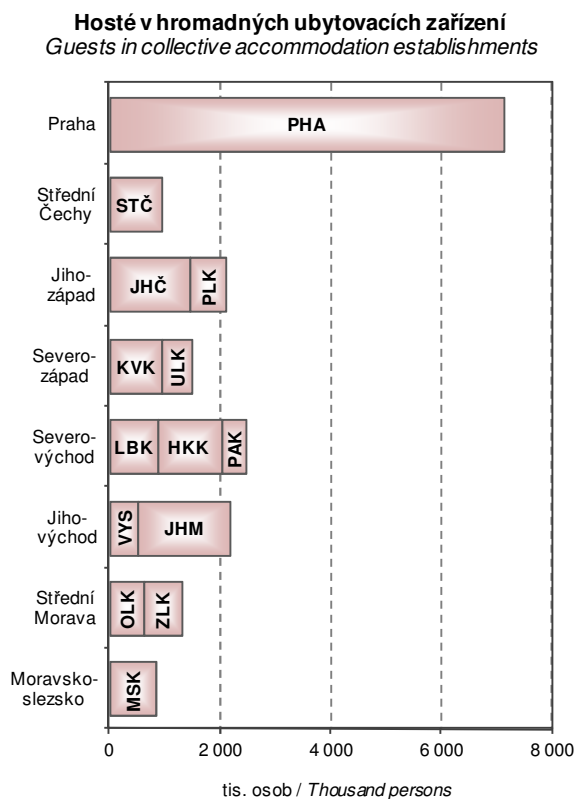 Hosté v hromadných ubytovacích zařízení
Guests in collective accommodation establishments
Praha
PHA
Střední
Čechy
STČ
Jiho-
západ
JHČ PLK
Severo-
západ
KVK ULK
Severo-
východ
LBK HKK PAK
Jiho-
východ
VYS JHM
Střední
Morava
OLK ZLK
Moravsko-
slezsko
MSK
0 2 000 4 000 6 000 8 000
tis. osob / Thousand persons